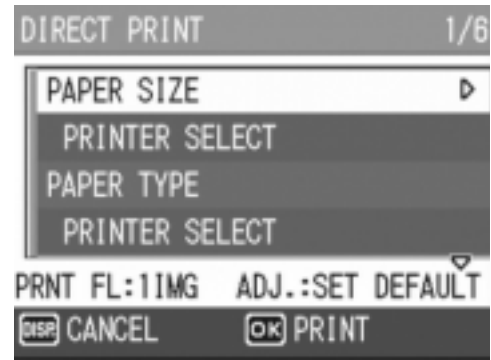 DIRECT PRINT 1/6
PAPER SIZE
PRINTER SELECT
PAPER TYPE
PRINTER SELECT
PRNT FL:1IMG ADJ.:SET DEFAULT
DISP. CANCEL OK PRINT